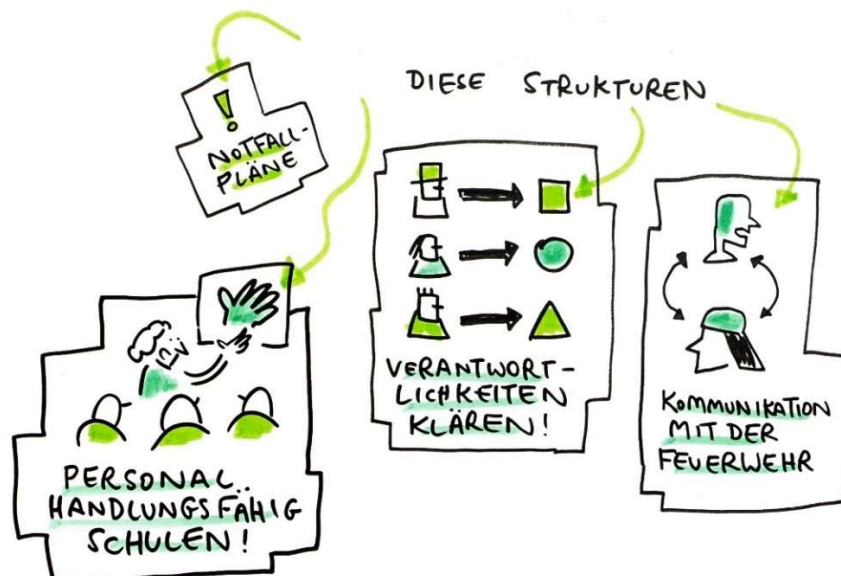 DIESE STRUKTUREN
!
NOTFALL-
PLÄNE
VERANTWORT-
LICHKEITEN
KLÄREN!
KOMMUNIKATION
MIT DER
FEUERWEHR
PERSONAL
HANDLUNGSFÄHIG
SCHULEN!